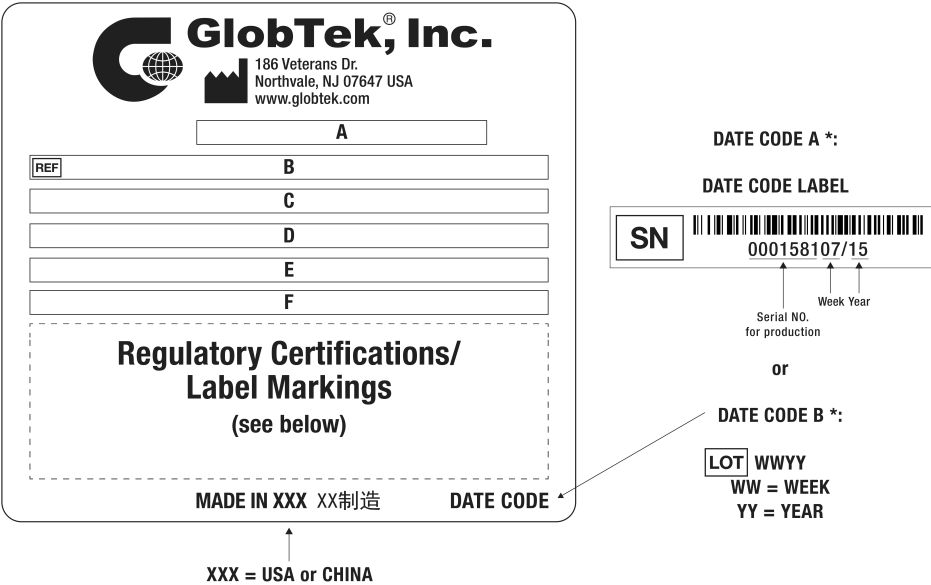 GlobTek,® Inc.
186 Veterans Dr.
Northvale, NJ 07647 USA
www.globtek.com
A
REF B
C
D
E
F
Regulatory Certifications/
Label Markings
(see below)
MADE IN XXX XX制造 DATE CODE
XXX = USA or CHINA
DATE CODE A *:
DATE CODE LABEL
SN
000158107/15
Week Year
Serial NO.
for production
or
DATE CODE B *:
LOT WWYY
WW = WEEK
YY = YEAR